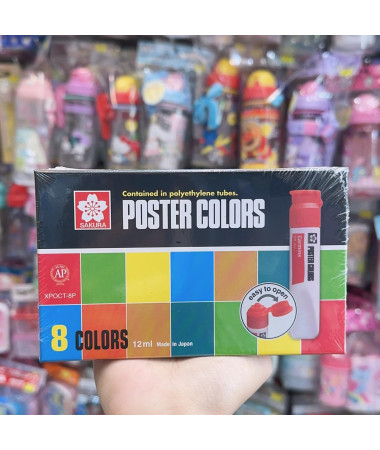 SAKURA
Contained in polyethylene tubes.
POSTER COLORS
AP
XPOCT-8P
8 COLORS
12ml Made in Japan
easy to open
POSTER COLORS